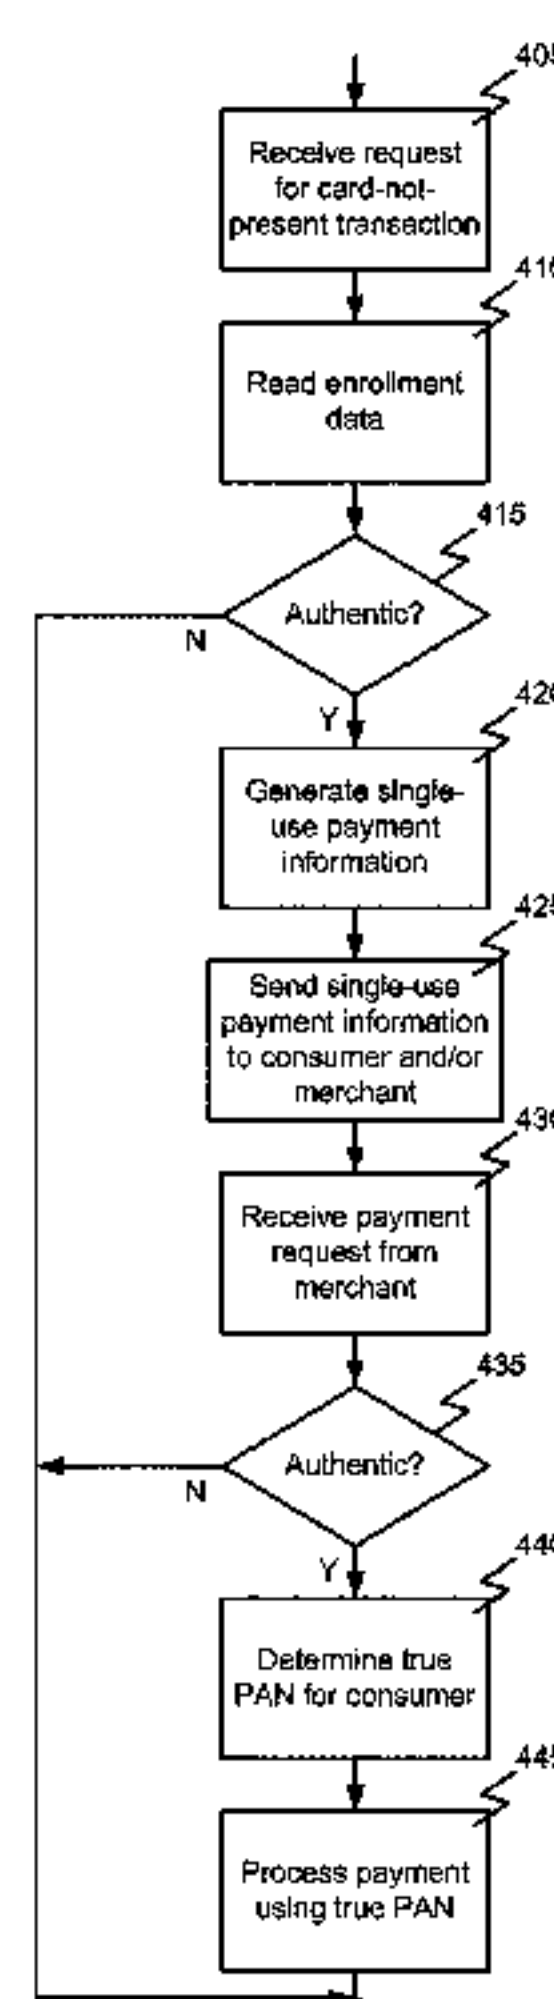 405
Receive request
for card-not-
present transaction
410
Read enrollment
data
415
Authentic?
N
Y
420
Generate single-
use payment
information
425
Send single-use
payment information
to consumer and/or
merchant
430
Receive payment
request from
merchant
435
Authentic?
N
Y
440
Determine true
PAN for consumer
445
Process payment
using true PAN